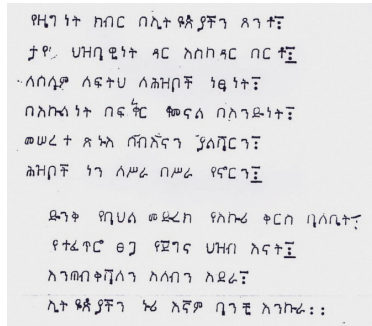 የዜግነት ክብር በኢትዮጵያችን ጸንቶ፤
ታየ ህዝባዊነት ዳር እስከዳር በርቶ፤
ለሰላም ለፍትህ ለሕዝቦች ነፃነት፤
በእኩልነት በፍቅር ቆመናል በአንድነት፤
መሠረተ ጽኑስ ሰብእናን ያልሻርን፤
ሕዝቦች ነን ለሥራ በሥራ የኖርን፤
ድንቅ የባህል መድረክ የአኩሪ ቅርስ ባለቤት፤
የተፈጥሮ ፀጋ የጀግና ህዝብ እናት፤
እንጠብቅሻለን አለብን አደራ፤
ኢትዮጵያችን ኑሪ እኛም ባንቺ እንኩራ፡፡